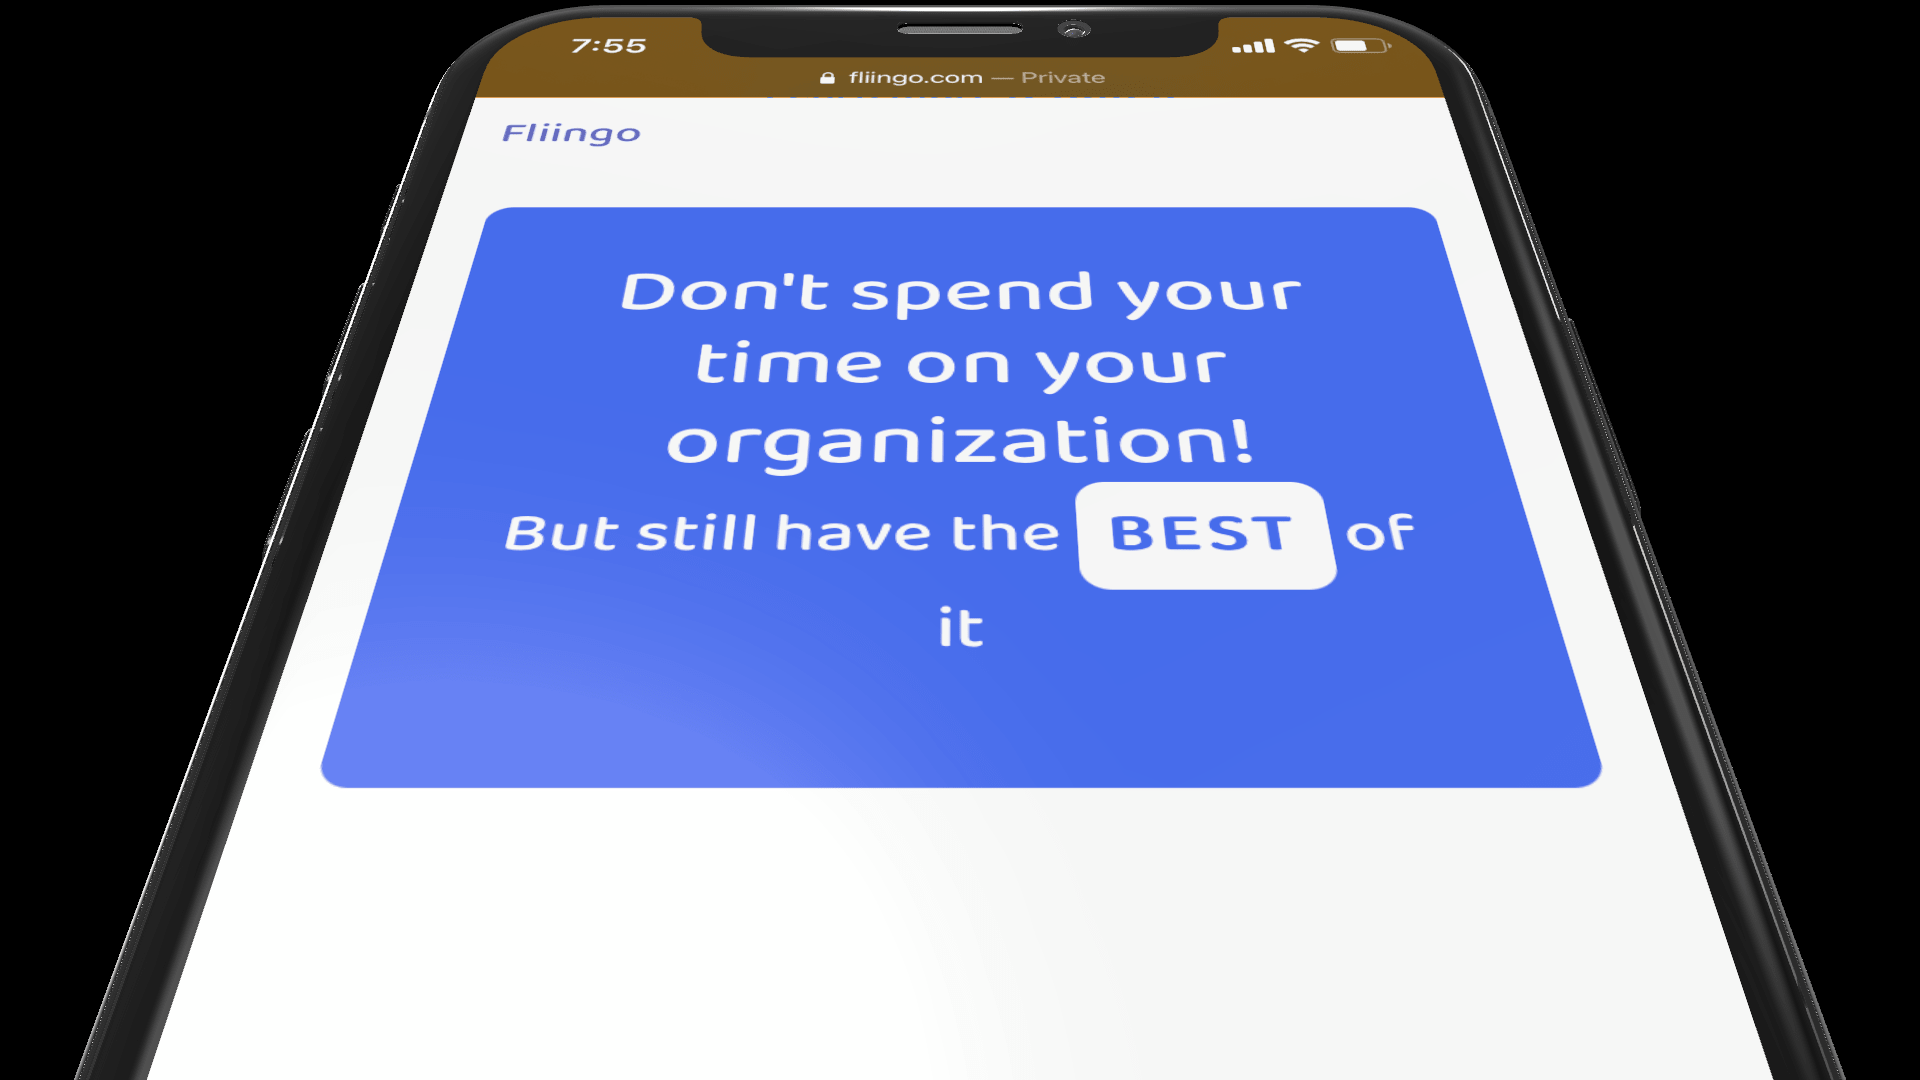 7:55
fliingo.com — Private
Fliingo
Don't spend your
time on your
organization!
But still have the BEST of
it